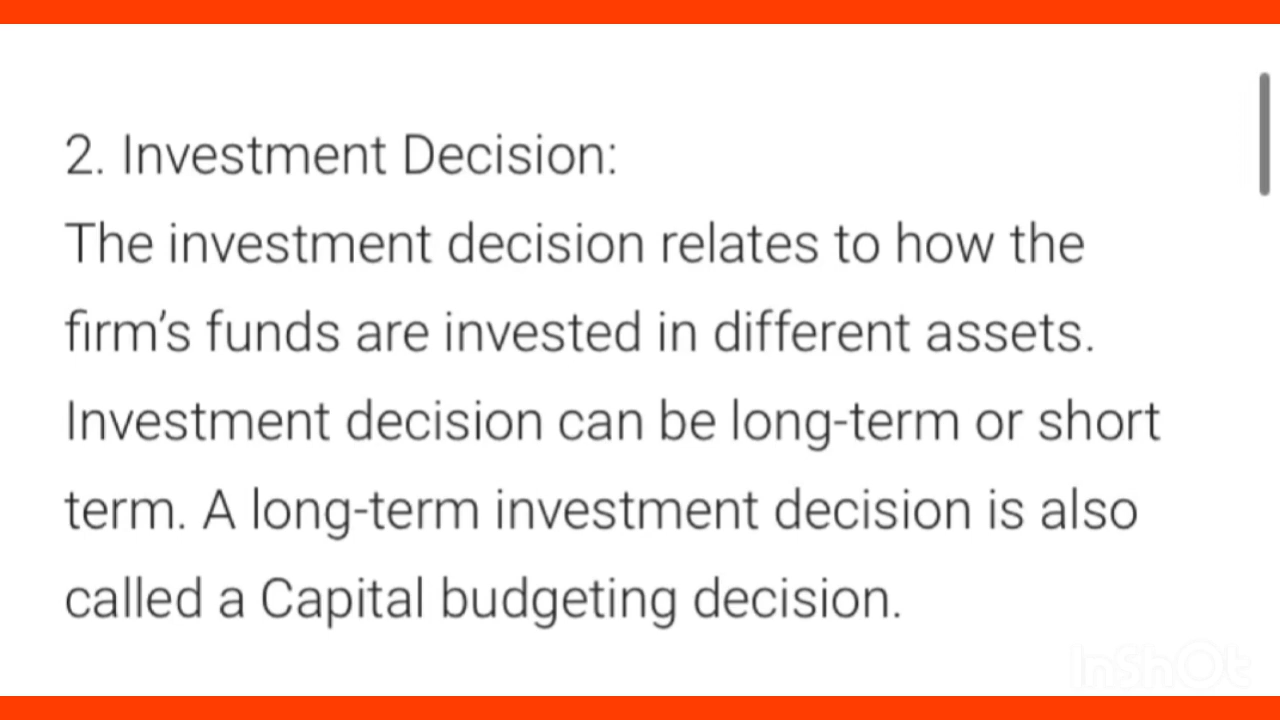 2. Investment Decision:
The investment decision relates to how the
firm's funds are invested in different assets.
Investment decision can be long-term or short
term. A long-term investment decision is also
called a Capital budgeting decision.
InShOt